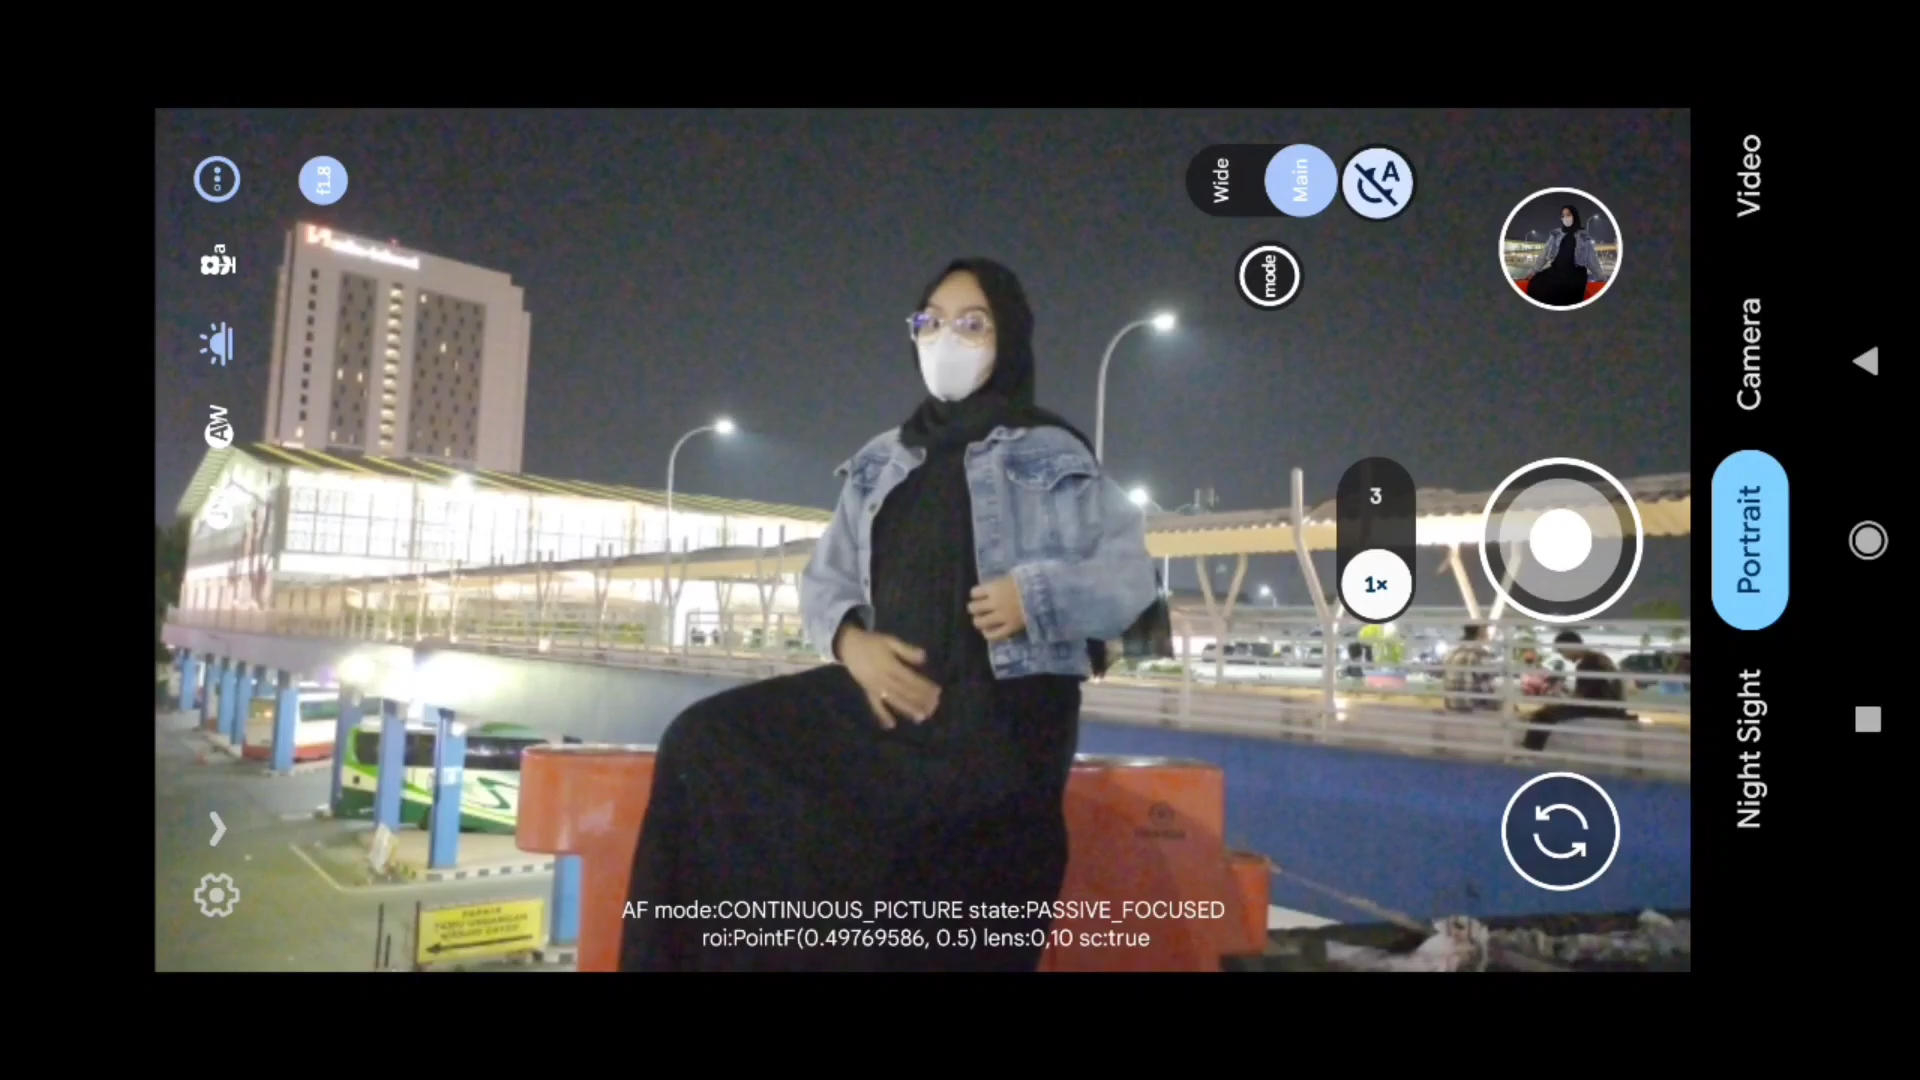 f1.8
Wide
Main
A
mode
AW
3
1×
Video
Camera
Portrait
Night Sight
AF mode:CONTINUOUS_PICTURE state:PASSIVE_FOCUSED
roi:PointF(0.49769586, 0.5) lens:0,10 sc:true